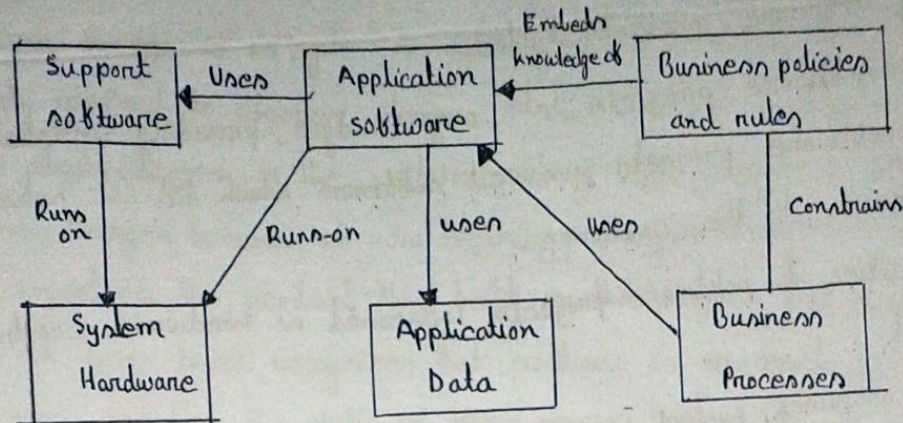 Embeds
knowledge of
Support
software
Uses
Application
software
Business policies
and rules
Runs
on
Runs-on
uses
Uses
Constrains
System
Hardware
Application
Data
Business
Processes